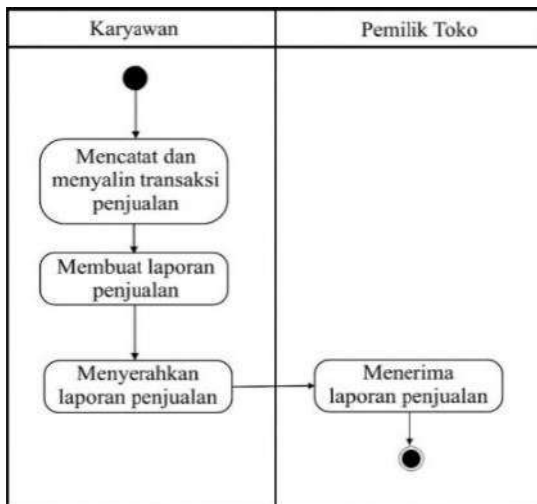 Karyawan
Pemilik Toko
Mencatat dan
menyalin transaksi
penjualan
Membuat laporan
penjualan
Menyerahkan
laporan penjualan
Menerima
laporan penjualan